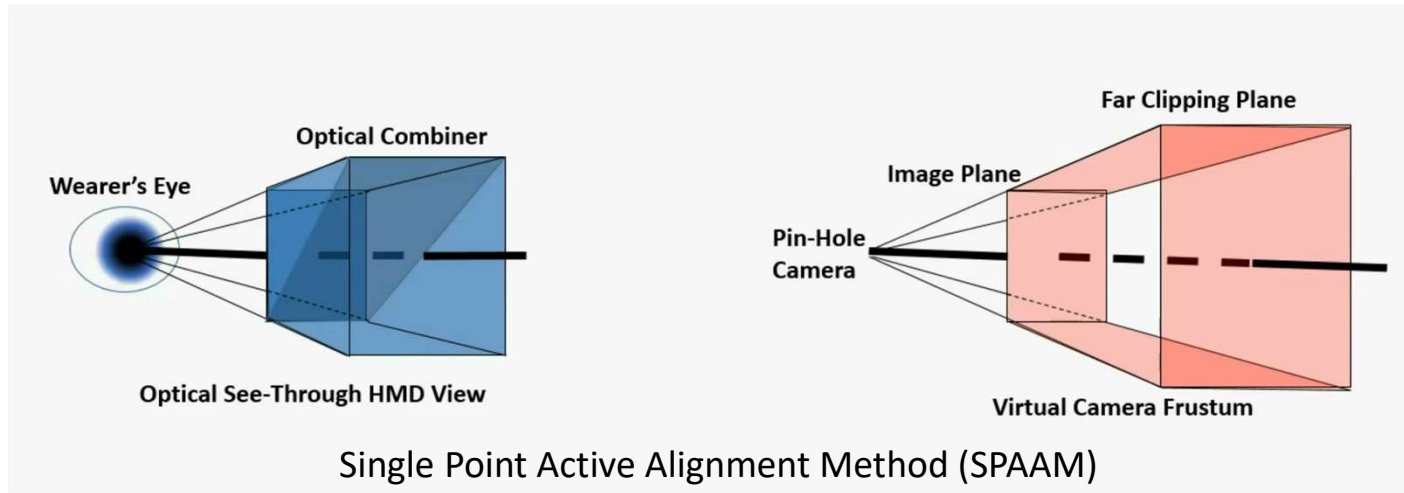 Optical Combiner
Wearer's Eye
Optical See-Through HMD View
Far Clipping Plane
Image Plane
Pin-Hole
Camera
Virtual Camera Frustum
Single Point Active Alignment Method (SPAAM)